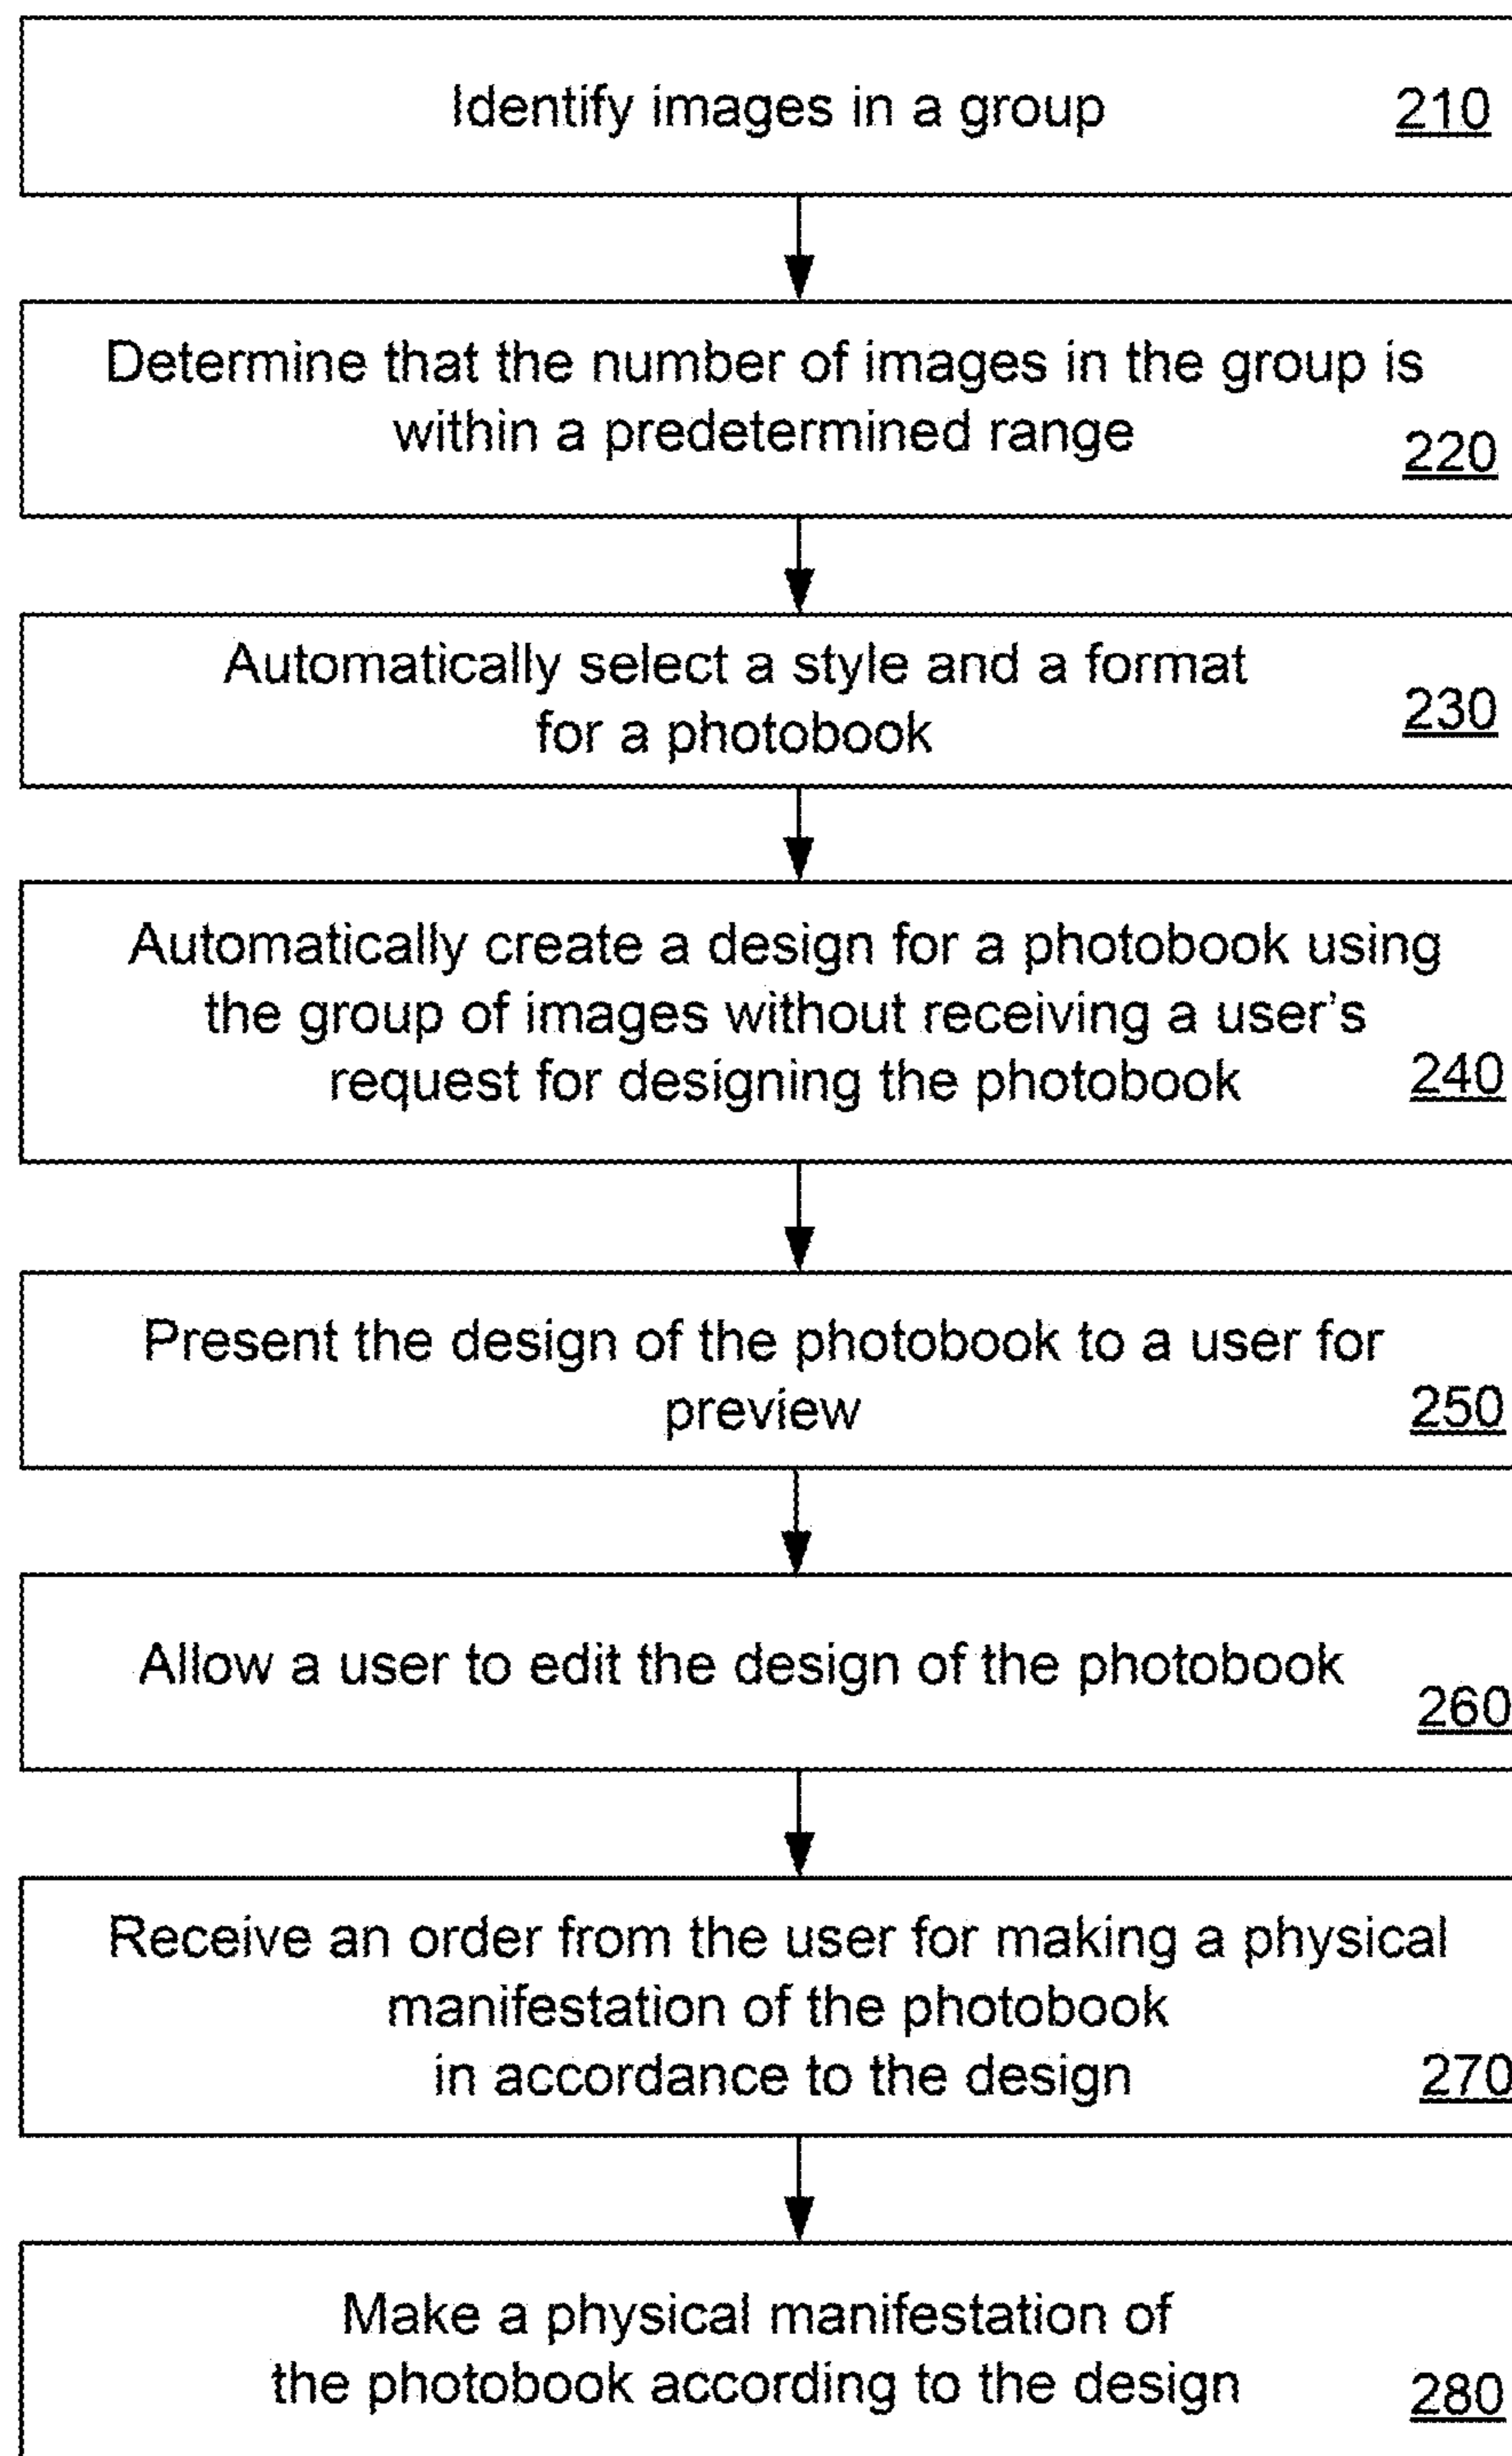 Identify images in a group 210
Determine that the number of images in the group is
within a predetermined range 220
Automatically select a style and a format
for a photobook 230
Automatically create a design for a photobook using
the group of images without receiving a user's
request for designing the photobook 240
Present the design of the photobook to a user for
preview 250
Allow a user to edit the design of the photobook
260
Receive an order from the user for making a physical
manifestation of the photobook
in accordance to the design 270
Make a physical manifestation of
the photobook according to the design 280